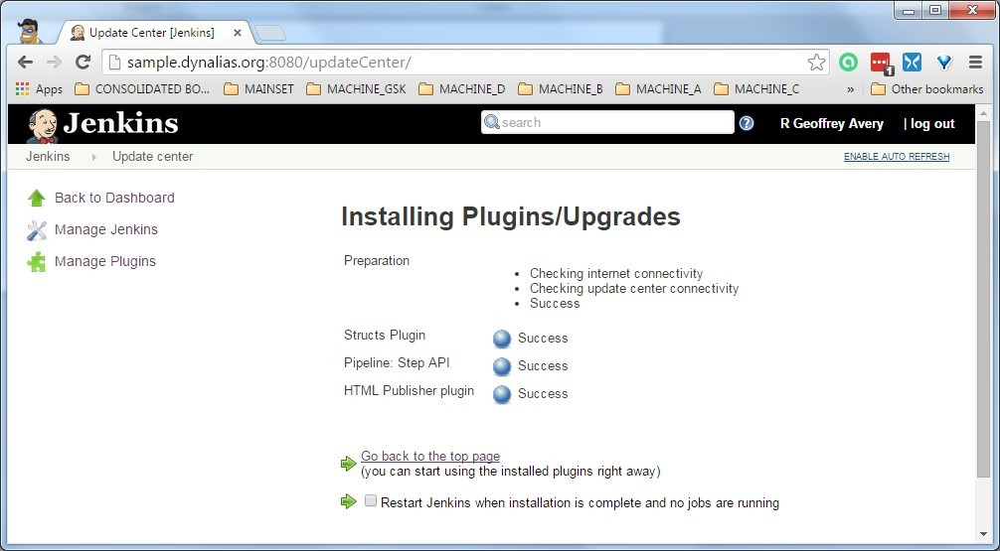 Update Center [Jenkins]
sample.dynalias.org:8080/updateCenter/
1
Apps CONSOLIDATED BO... MAINSET MACHINE_GSK MACHINE_D MACHINE_B MACHINE_A MACHINE_C » Other bookmarks
Jenkins search ? R Geoffrey Avery | log out
Jenkins Update center ENABLE AUTO REFRESH
Back to Dashboard
Manage Jenkins
Manage Plugins
Installing Plugins/Upgrades
Preparation
• Checking internet connectivity
• Checking update center connectivity
• Success
Structs Plugin Success
Pipeline: Step API Success
HTML Publisher plugin Success
Go back to the top page
(you can start using the installed plugins right away)
Restart Jenkins when installation is complete and no jobs are running